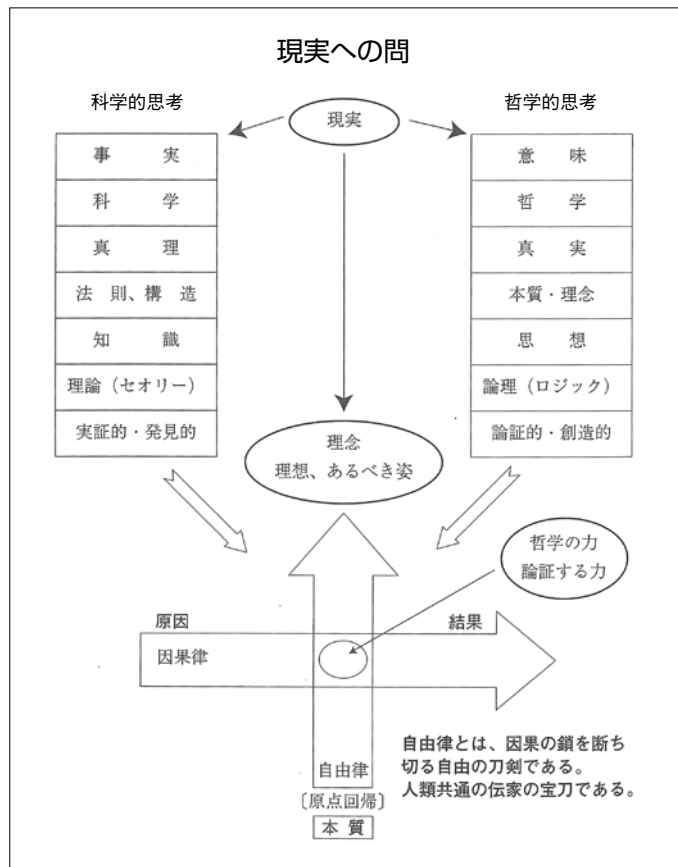 現実への問
科学的思考
哲学的思考
現実
事 実
科 学
真 理
法 則、構 造
知 識
理論（セオリー）
実証的・発見的
意 味
哲 学
真 実
本質・理念
思 想
論理（ロジック）
論証的・創造的
理念
理想、あるべき姿
哲学の力
論証する力
原因
結果
因果律
自由律
〔原点回帰〕
本 質
自由律とは、因果の鎖を断ち
切る自由の刀剣である。
人類共通の伝家の宝刀である。